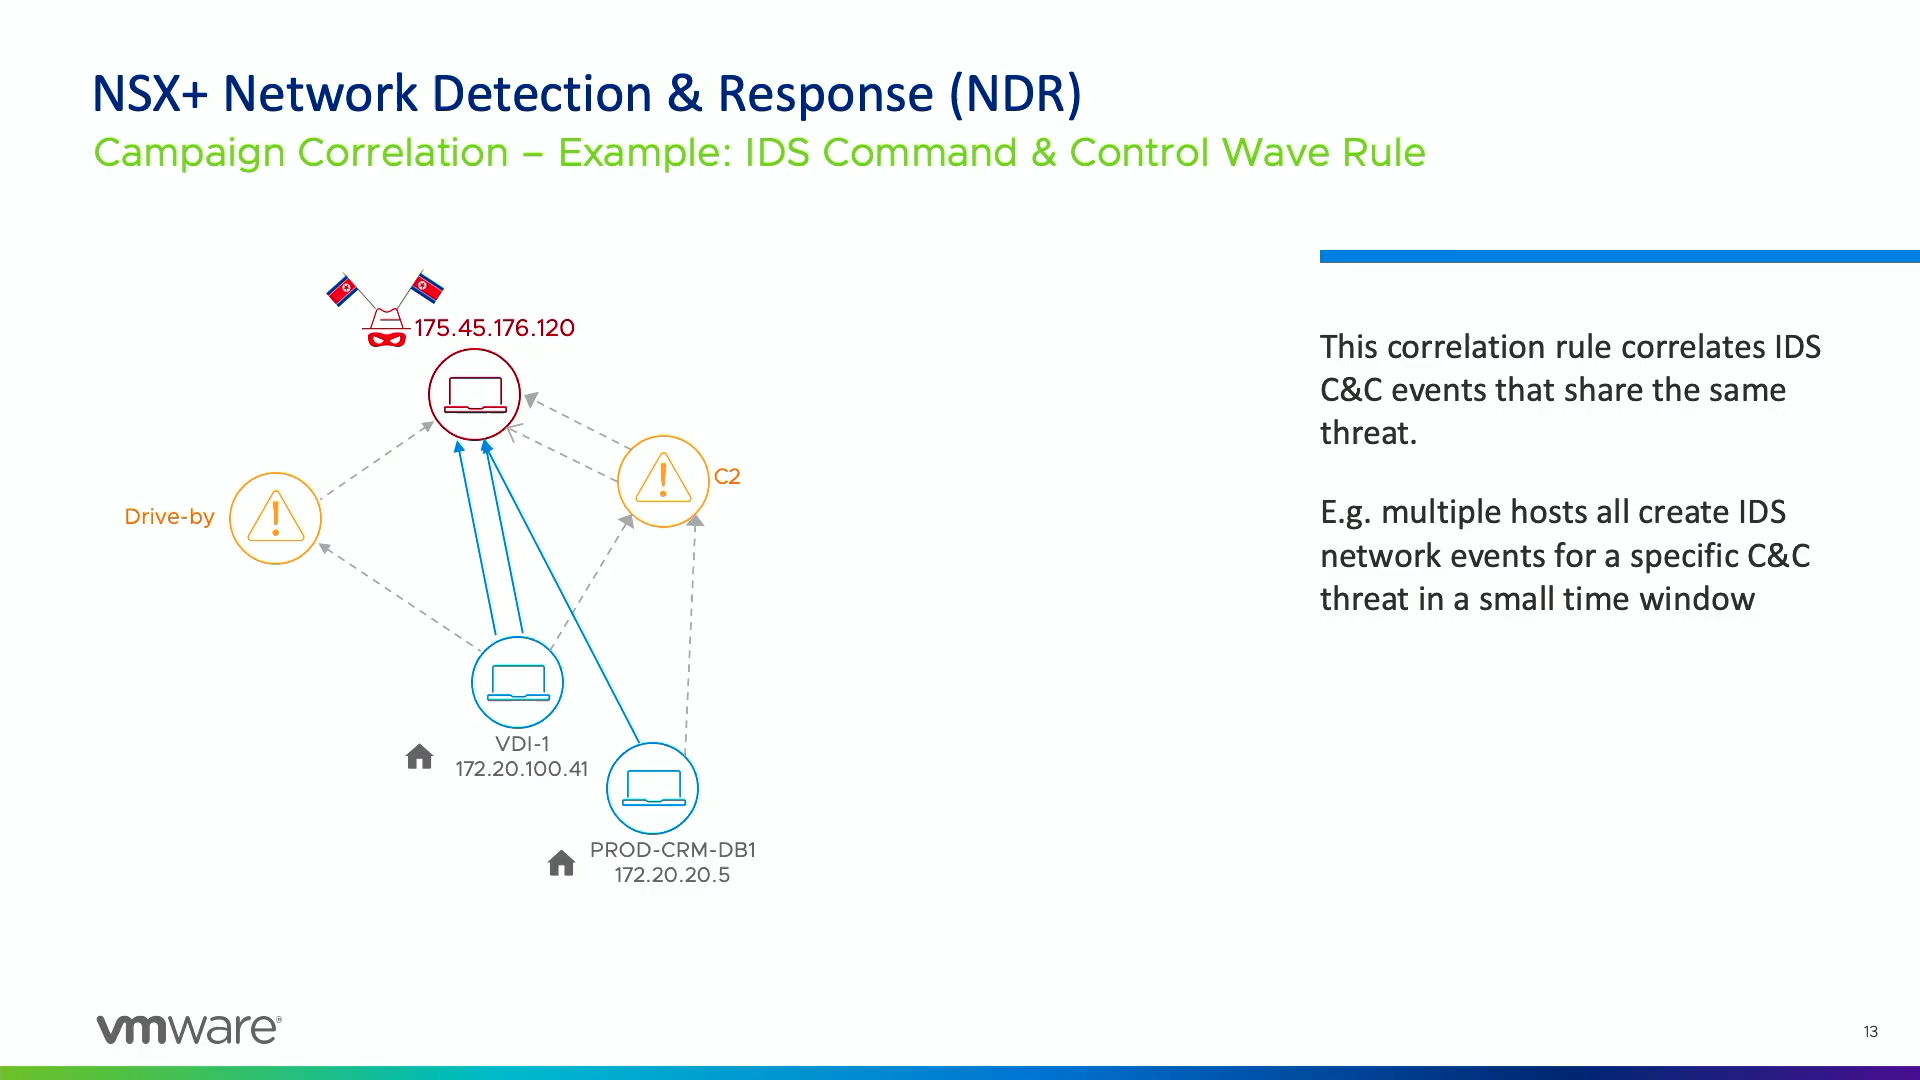 NSX+ Network Detection & Response (NDR)
Campaign Correlation – Example: IDS Command & Control Wave Rule
175.45.176.120
C2
Drive-by
VDI-1
172.20.100.41
PROD-CRM-DB1
172.20.20.5
This correlation rule correlates IDS
C&C events that share the same
threat.
E.g. multiple hosts all create IDS
network events for a specific C&C
threat in a small time window
vmware®
13